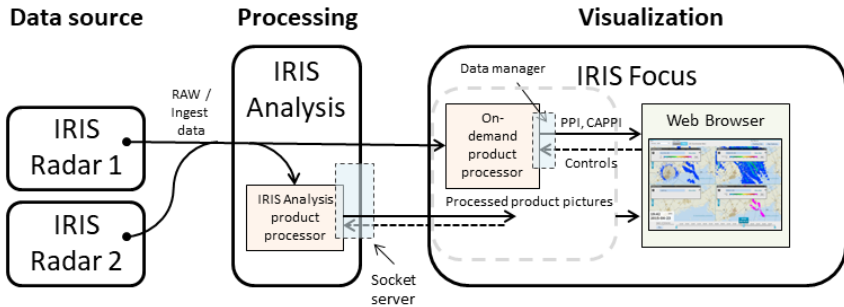 Data source
Processing
Visualization
IRIS
Radar 1
IRIS
Radar 2
RAW /
Ingest
data
IRIS
Analysis
IRIS Analysis
product
processor
Socket
server
Data manager
IRIS Focus
On-
demand
product
processor
PPI, CAPPI
Controls
Processed product pictures
Web Browser